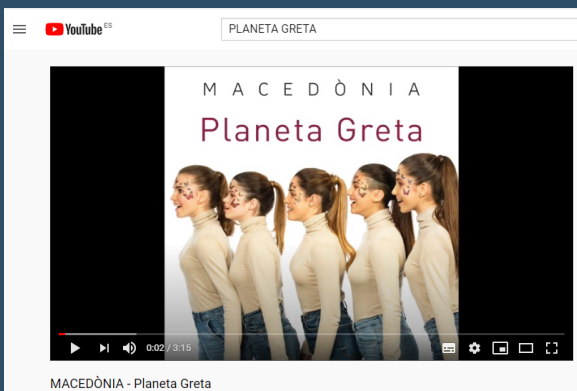 YouTube ES
PLANETA GRETA
MACEDÒNIA
Planeta Greta
0:02 / 3:15
MACEDÒNIA - Planeta Greta